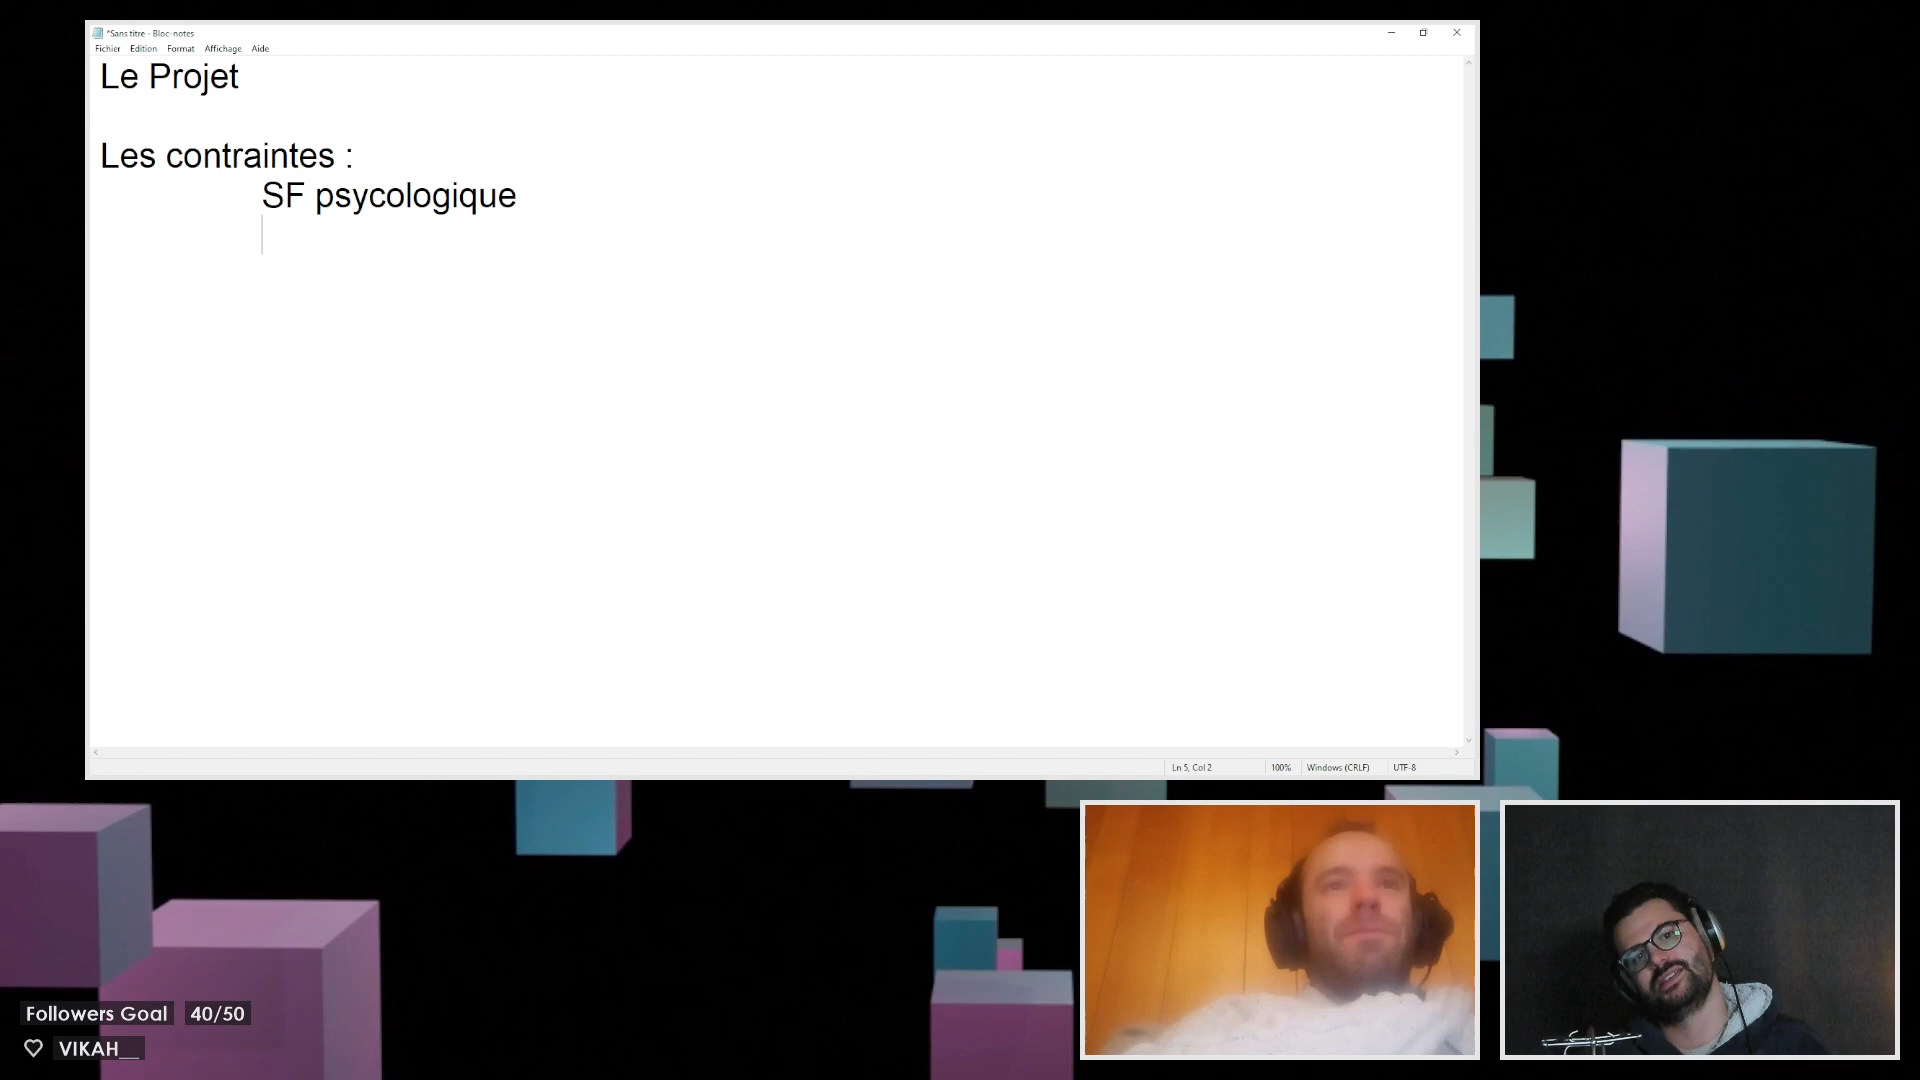 *Sans titre - Bloc-notes
Fichier Edition Format Affichage Aide
Le Projet
Les contraintes :
SF psycologique
Ln 5, Col 2 100% Windows (CRLF) UTF-8
Followers Goal 40/50
VIKAH__